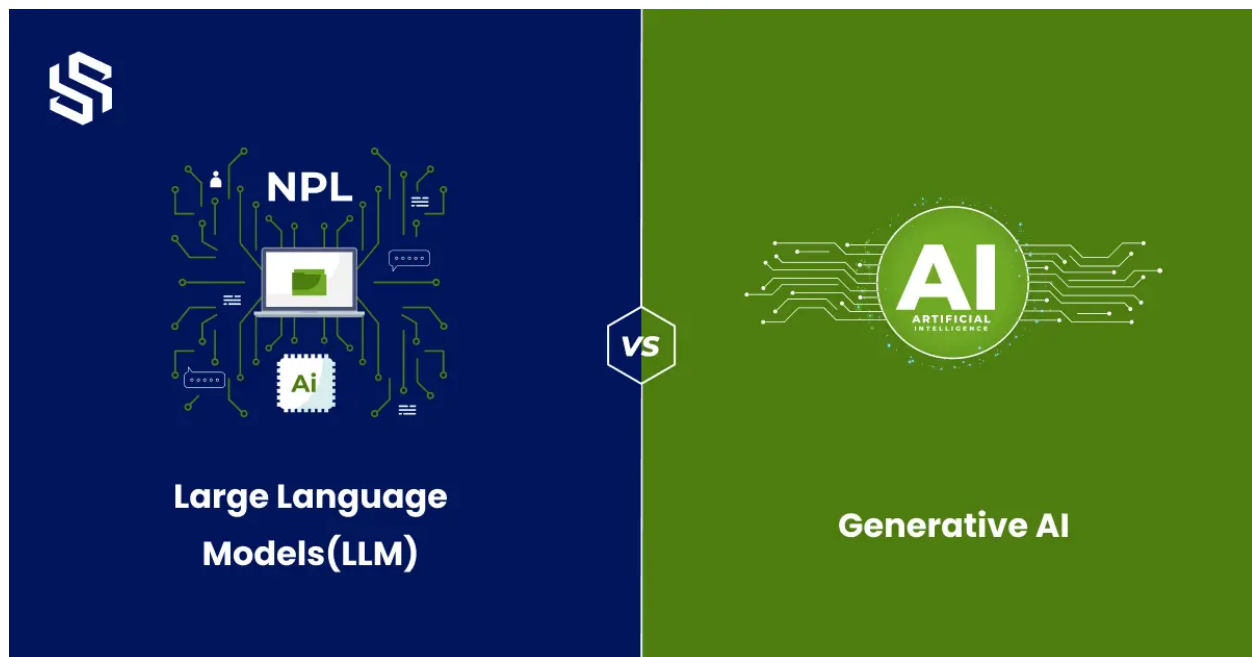 NPL
Ai
Large Language
Models(LLM)
VS
AI
ARTIFICIAL
INTELLIGENCE
Generative AI